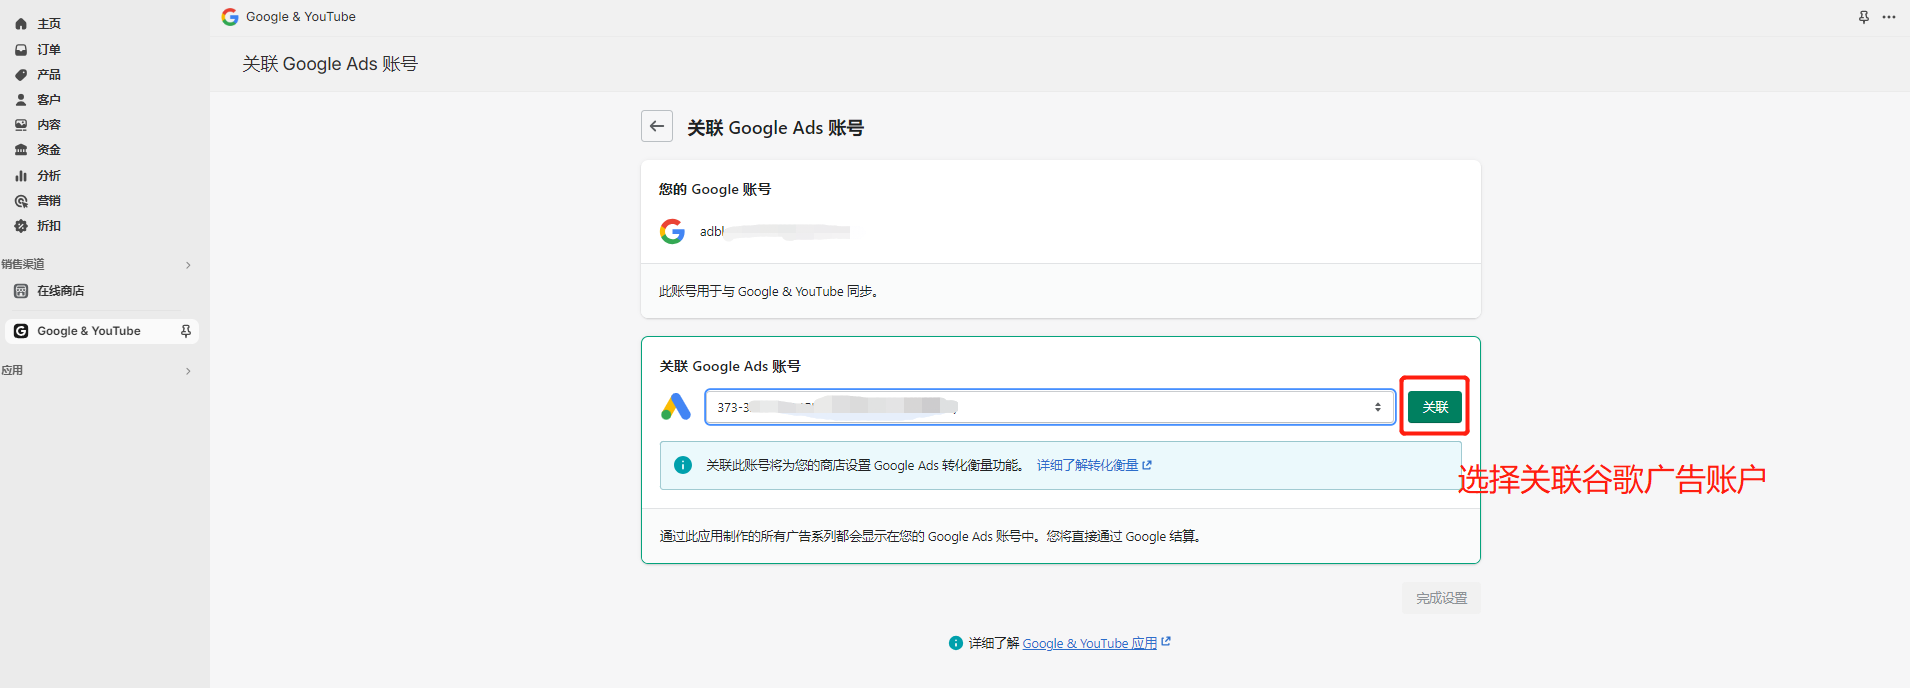 主页
订单
产品
客户
内容
资金
分析
营销
折扣
销售渠道
在线商店
Google & YouTube
应用
Google & YouTube
关联 Google Ads 账号
关联 Google Ads 账号
您的 Google 账号
此账号用于与 Google & YouTube 同步。
关联 Google Ads 账号
373-3
关联
关联此账号将为您的商店设置 Google Ads 转化衡量功能。 详细了解转化衡量
选择关联谷歌广告账户
通过此应用制作的所有广告系列都会显示在您的 Google Ads 账号中。您将直接通过 Google 结算。
完成设置
详细了解 Google & YouTube 应用